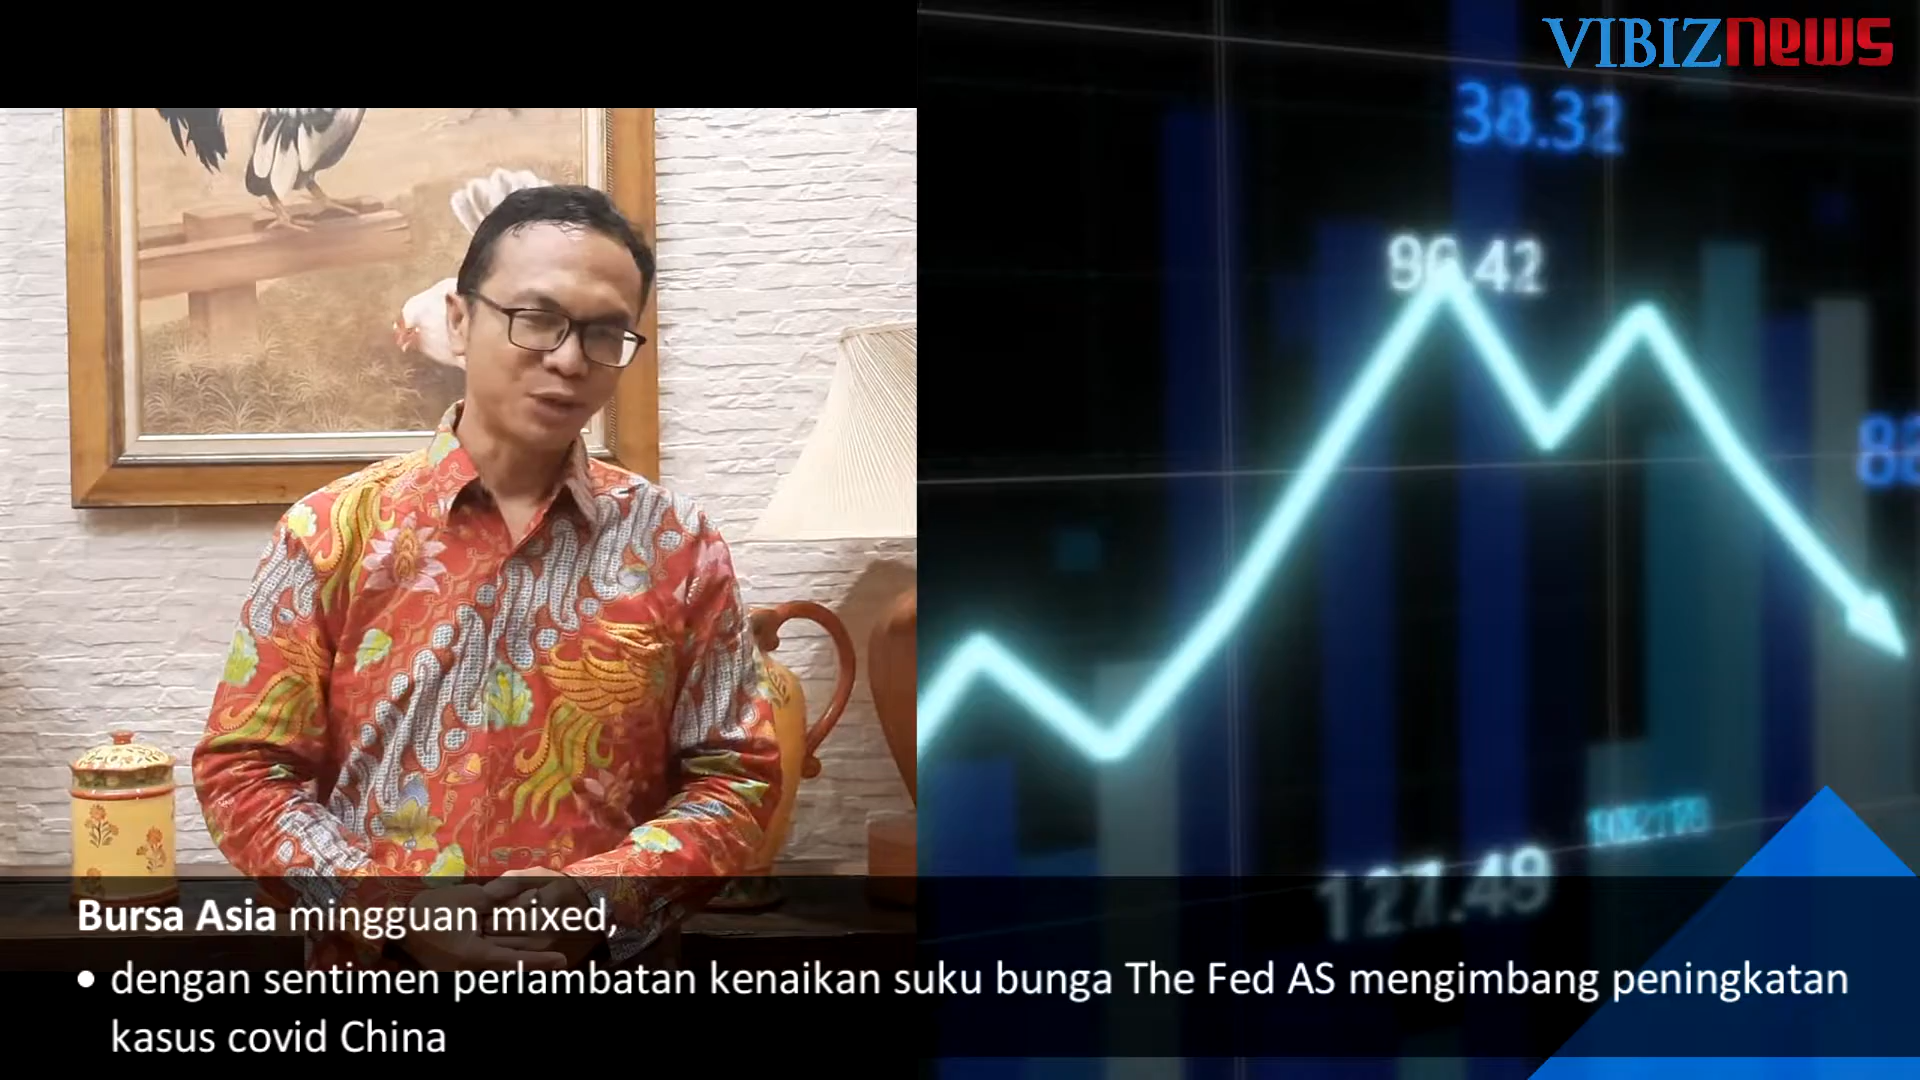 VIBIZnews
38.32
96.42
88
127.49
Bursa Asia mingguan mixed,
• dengan sentimen perlambatan kenaikan suku bunga The Fed AS mengimbang peningkatan
kasus covid China